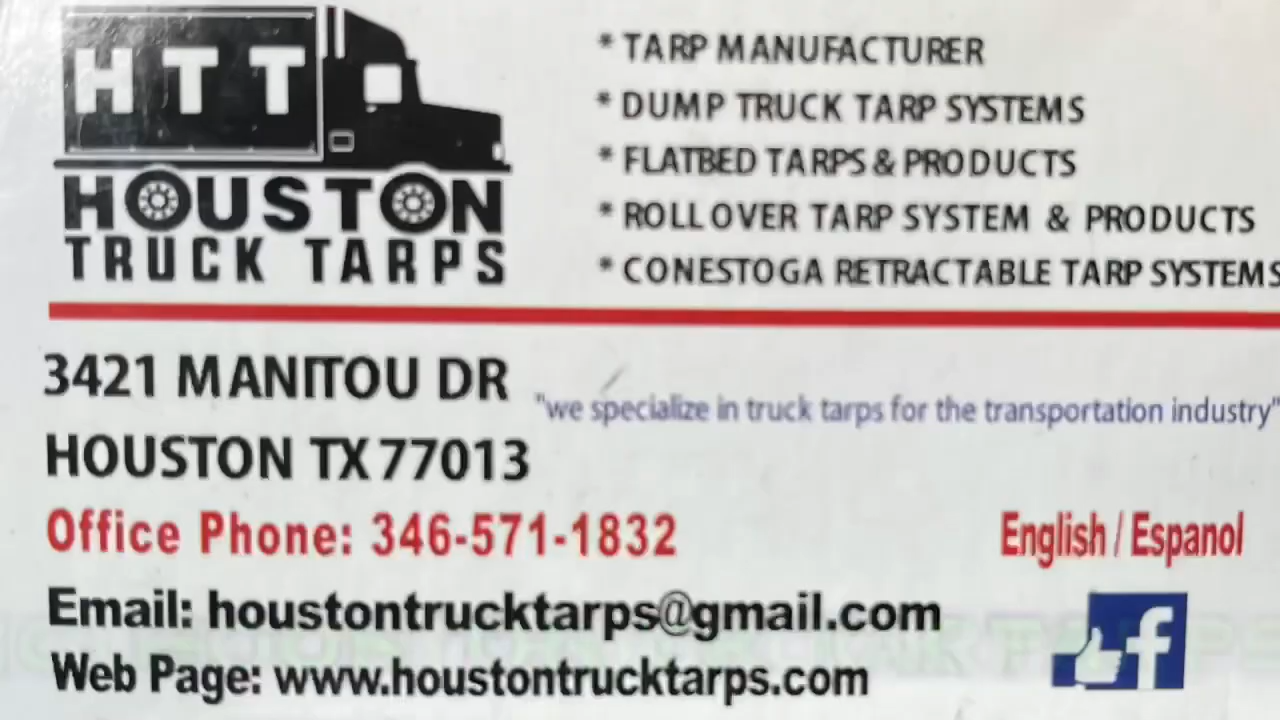 HTT
HOUSTON
TRUCK TARPS
* TARP MANUFACTURER
* DUMP TRUCK TARP SYSTEMS
* FLATBED TARPS & PRODUCTS
* ROLLOVER TARP SYSTEM & PRODUCTS
* CONESTOGA RETRACTABLE TARP SYSTEMS
3421 MANITOU DR
"we specialize in truck tarps for the transportation industry"
HOUSTON TX 77013
Office Phone: 346-571-1832
English / Espanol
Email: houstontrucktarps@gmail.com
Web Page: www.houstontrucktarps.com
f